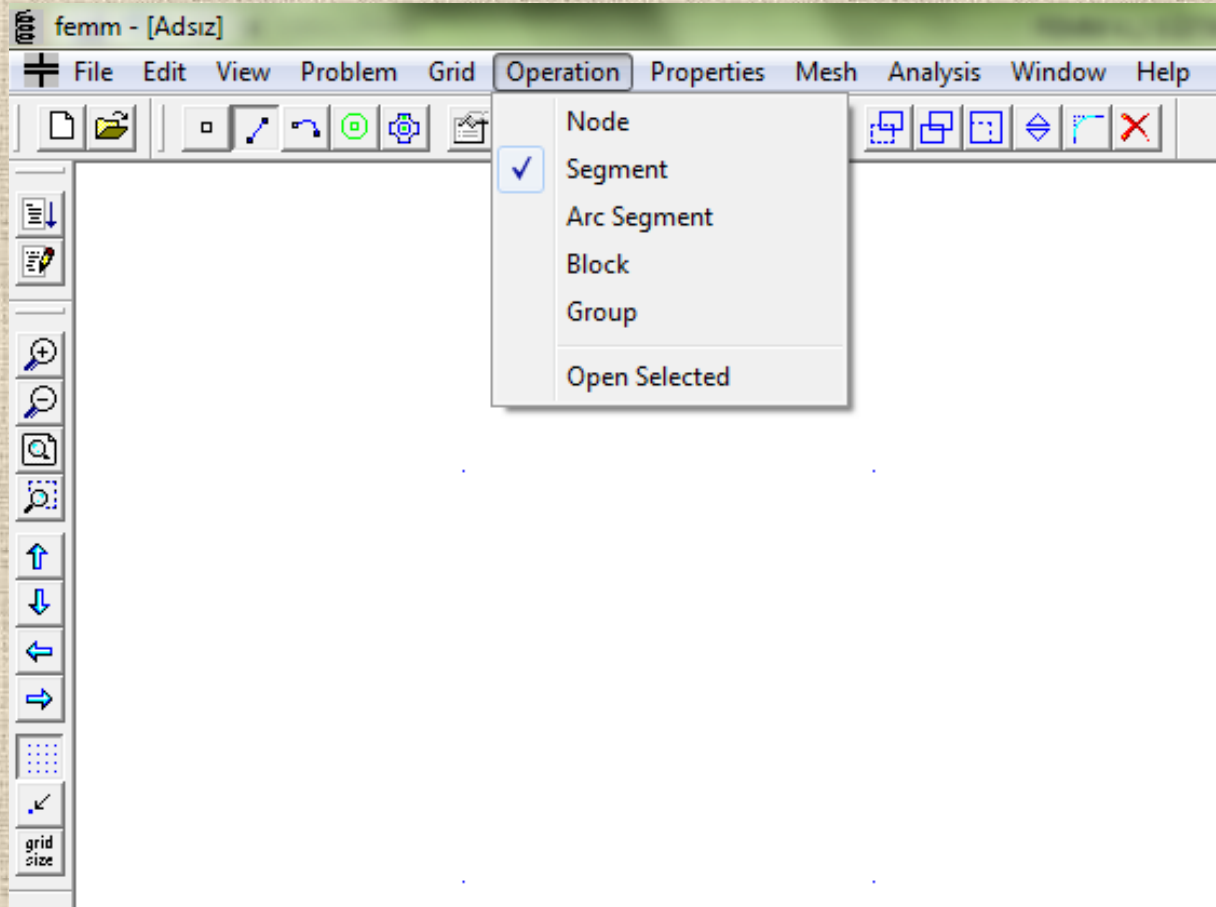 femm - [Adsız]
File Edit View Problem Grid Operation Properties Mesh Analysis Window Help
Node
Segment
Arc Segment
Block
Group
Open Selected
grid
size